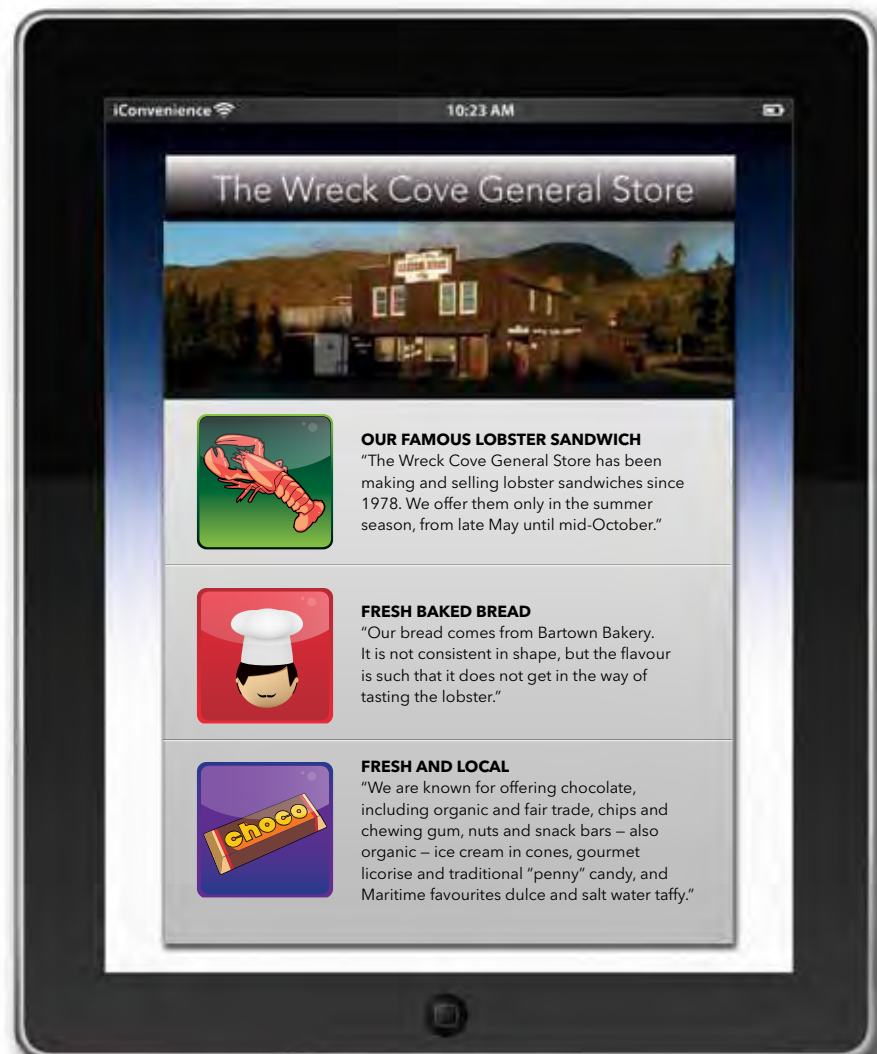 iConvenience
10:23 AM
The Wreck Cove General Store
OUR FAMOUS LOBSTER SANDWICH
“The Wreck Cove General Store has been
making and selling lobster sandwiches since
1978. We offer them only in the summer
season, from late May until mid-October.”
FRESH BAKED BREAD
“Our bread comes from Bartown Bakery.
It is not consistent in shape, but the flavour
is such that it does not get in the way of
tasting the lobster.”
choco
FRESH AND LOCAL
“We are known for offering chocolate,
including organic and fair trade, chips and
chewing gum, nuts and snack bars — also
organic — ice cream in cones, gourmet
licorise and traditional “penny” candy, and
Maritime favourites dulce and salt water taffy.”